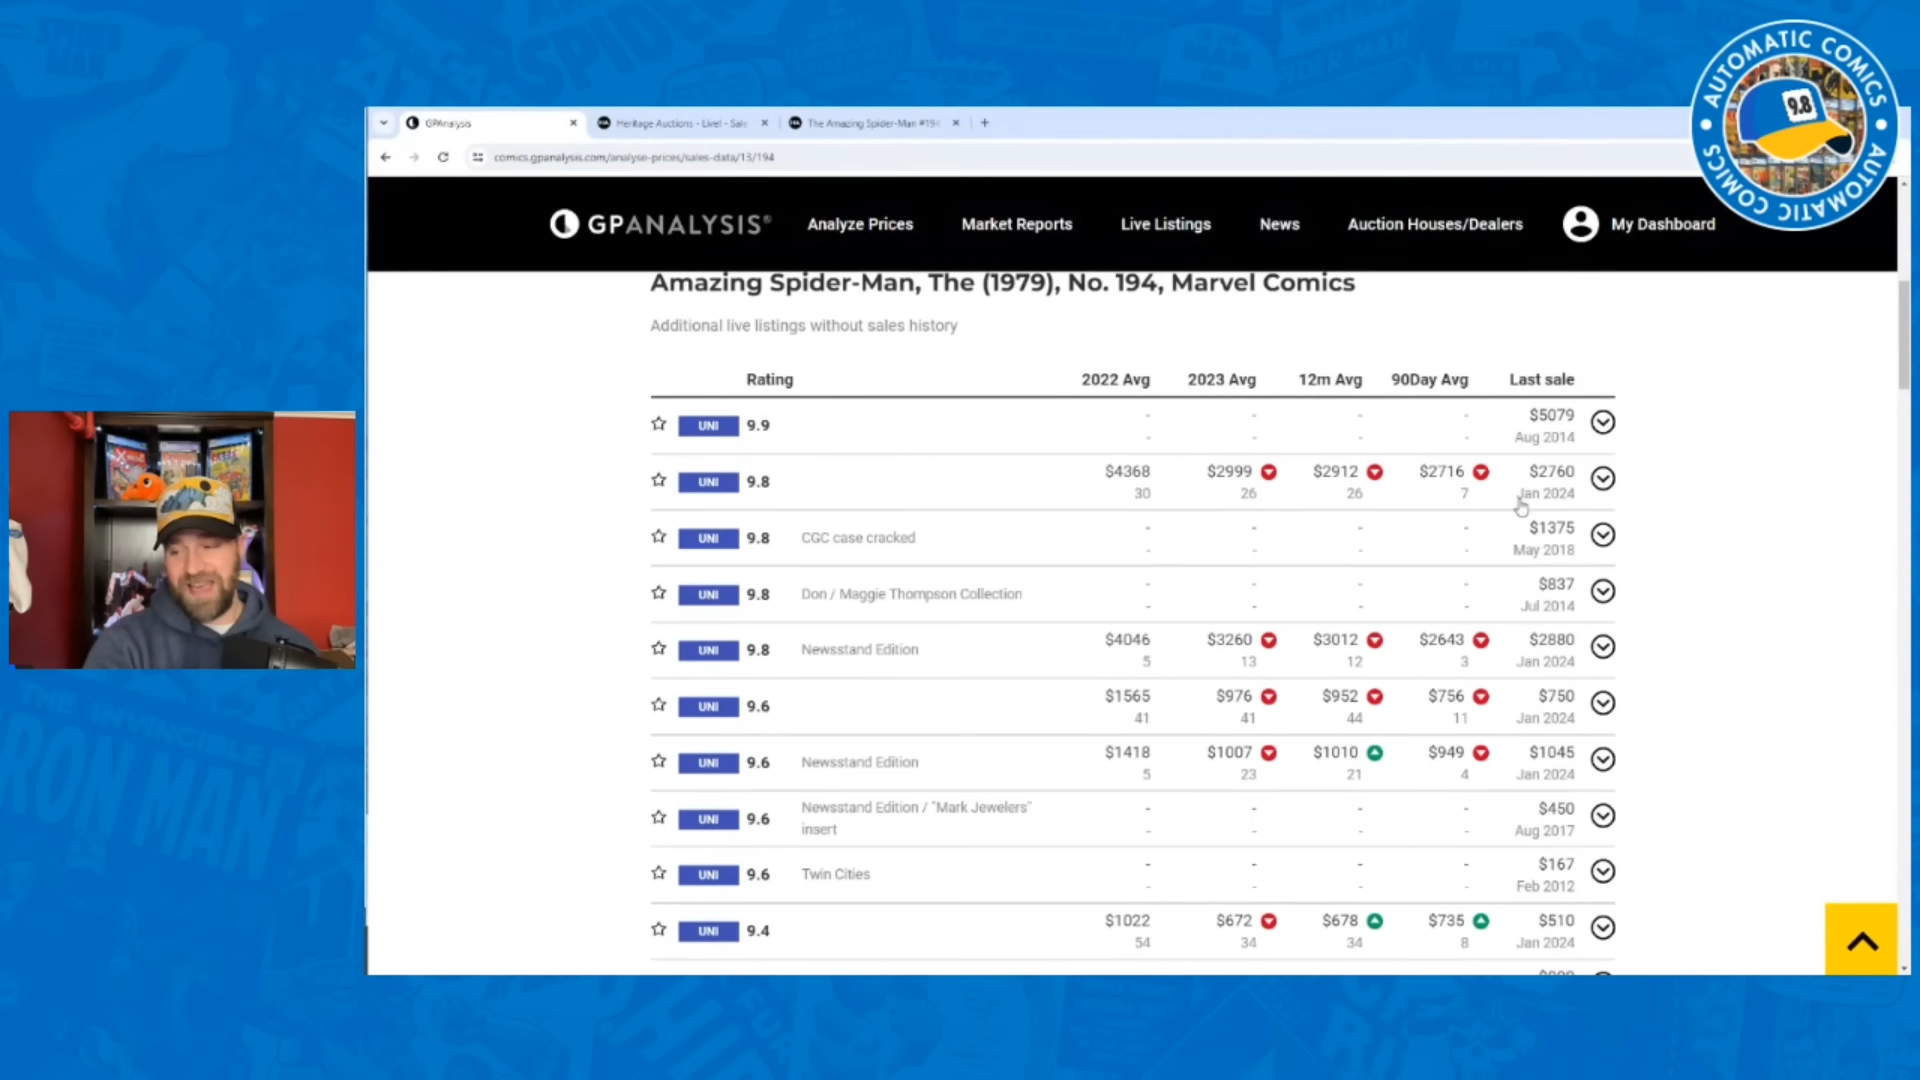 AUTOMATIC COMICS
9.8
AUTOMATIC COMICS
GPAnalysis
Heritage Auctions - Live! - Sale
The Amazing Spider-Man #194
comics.gpanalysis.com/analyse-prices/sales-data/13/194
GPANALYSIS® Analyze Prices Market Reports Live Listings News Auction Houses/Dealers My Dashboard
Amazing Spider-Man, The (1979), No. 194, Marvel Comics
Additional live listings without sales history
Rating 2022 Avg 2023 Avg 12m Avg 90Day Avg Last sale
UNI 9.9 - - - - $5079
- - - - Aug 2014
UNI 9.8 $4368 $2999 $2912 $2716 $2760
30 26 26 7 Jan 2024
UNI 9.8 CGC case cracked - - - - $1375
- - - - May 2018
UNI 9.8 Don / Maggie Thompson Collection - - - - $837
- - - - Jul 2014
UNI 9.8 Newsstand Edition $4046 $3260 $3012 $2643 $2880
5 13 12 3 Jan 2024
UNI 9.6 $1565 $976 $952 $756 $750
41 41 44 11 Jan 2024
UNI 9.6 Newsstand Edition $1418 $1007 $1010 $949 $1045
5 23 21 4 Jan 2024
UNI 9.6 Newsstand Edition / "Mark Jewelers" - - - - $450
insert - - - - Aug 2017
UNI 9.6 Twin Cities - - - - $167
- - - - Feb 2012
UNI 9.4 $1022 $672 $678 $735 $510
54 34 34 8 Jan 2024
THE INVINCIBLE
IRON MAN